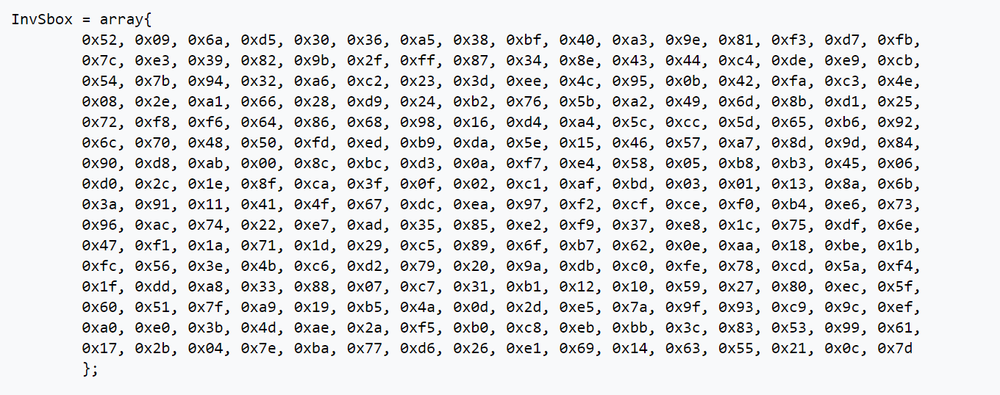 InvSbox = array{
0x52, 0x09, 0x6a, 0xd5, 0x30, 0x36, 0xa5, 0x38, 0xbf, 0x40, 0xa3, 0x9e, 0x81, 0xf3, 0xd7, 0xfb,
0x7c, 0xe3, 0x39, 0x82, 0x9b, 0x2f, 0xff, 0x87, 0x34, 0x8e, 0x43, 0x44, 0xc4, 0xde, 0xe9, 0xcb,
0x54, 0x7b, 0x94, 0x32, 0xa6, 0xc2, 0x23, 0x3d, 0xee, 0x4c, 0x95, 0x0b, 0x42, 0xfa, 0xc3, 0x4e,
0x08, 0x2e, 0xa1, 0x66, 0x28, 0xd9, 0x24, 0xb2, 0x76, 0x5b, 0xa2, 0x49, 0x6d, 0x8b, 0xd1, 0x25,
0x72, 0xf8, 0xf6, 0x64, 0x86, 0x68, 0x98, 0x16, 0xd4, 0xa4, 0x5c, 0xcc, 0x5d, 0x65, 0xb6, 0x92,
0x6c, 0x70, 0x48, 0x50, 0xfd, 0xed, 0xb9, 0xda, 0x5e, 0x15, 0x46, 0x57, 0xa7, 0x8d, 0x9d, 0x84,
0x90, 0xd8, 0xab, 0x00, 0x8c, 0xbc, 0xd3, 0x0a, 0xf7, 0xe4, 0x58, 0x05, 0xb8, 0xb3, 0x45, 0x06,
0xd0, 0x2c, 0x1e, 0x8f, 0xca, 0x3f, 0x0f, 0x02, 0xc1, 0xaf, 0xbd, 0x03, 0x01, 0x13, 0x8a, 0x6b,
0x3a, 0x91, 0x11, 0x41, 0x4f, 0x67, 0xdc, 0xea, 0x97, 0xf2, 0xcf, 0xce, 0xf0, 0xb4, 0xe6, 0x73,
0x96, 0xac, 0x74, 0x22, 0xe7, 0xad, 0x35, 0x85, 0xe2, 0xf9, 0x37, 0xe8, 0x1c, 0x75, 0xdf, 0x6e,
0x47, 0xf1, 0x1a, 0x71, 0x1d, 0x29, 0xc5, 0x89, 0x6f, 0xb7, 0x62, 0x0e, 0xaa, 0x18, 0xbe, 0x1b,
0xfc, 0x56, 0x3e, 0x4b, 0xc6, 0xd2, 0x79, 0x20, 0x9a, 0xdb, 0xc0, 0xfe, 0x78, 0xcd, 0x5a, 0xf4,
0x1f, 0xdd, 0xa8, 0x33, 0x88, 0x07, 0xc7, 0x31, 0xb1, 0x12, 0x10, 0x59, 0x27, 0x80, 0xec, 0x5f,
0x60, 0x51, 0x7f, 0xa9, 0x19, 0xb5, 0x4a, 0x0d, 0x2d, 0xe5, 0x7a, 0x9f, 0x93, 0xc9, 0x9c, 0xef,
0xa0, 0xe0, 0x3b, 0x4d, 0xae, 0x2a, 0xf5, 0xb0, 0xc8, 0xeb, 0xbb, 0x3c, 0x83, 0x53, 0x99, 0x61,
0x17, 0x2b, 0x04, 0x7e, 0xba, 0x77, 0xd6, 0x26, 0xe1, 0x69, 0x14, 0x63, 0x55, 0x21, 0x0c, 0x7d
};